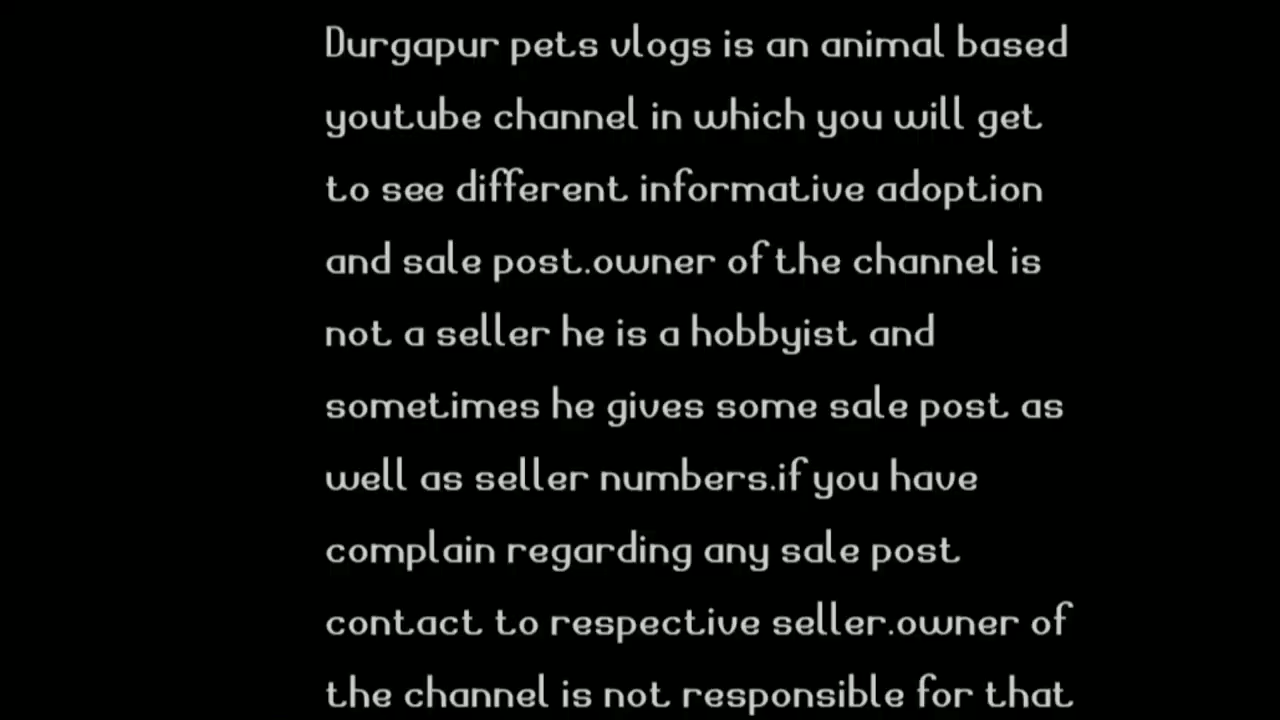 Durgapur pets vlogs is an animal based
youtube channel in which you will get
to see different informative adoption
and sale post.owner of the channel is
not a seller he is a hobbyist and
sometimes he gives some sale post as
well as seller numbers.if you have
complain regarding any sale post
contact to respective seller.owner of
the channel is not responsible for that